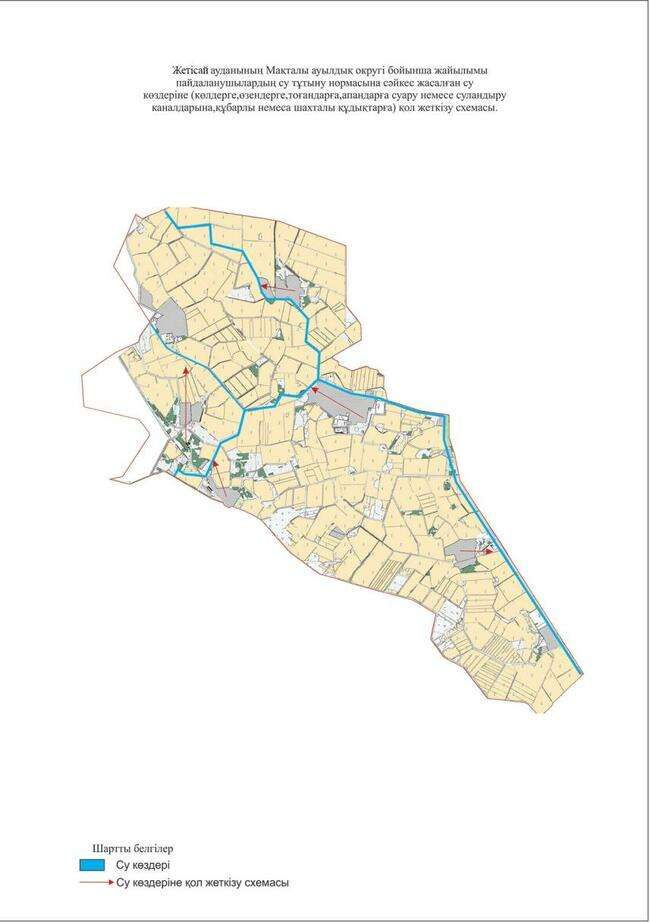 Жетісай ауданының Мақталы ауылдық округі бойынша жайылымы
пайдаланушылардың су тұтыну нормасына сәйкес жасалған су
көздеріне (көлдерге,өзендерге,тоғандарға,апандарға суару немесе суландыру
каналдарына,құбарлы немеса шахталы құдықтарға) қол жеткізу схемасы.
Шартты белгілер
Су көздері
Су көздеріне қол жеткізу схемасы